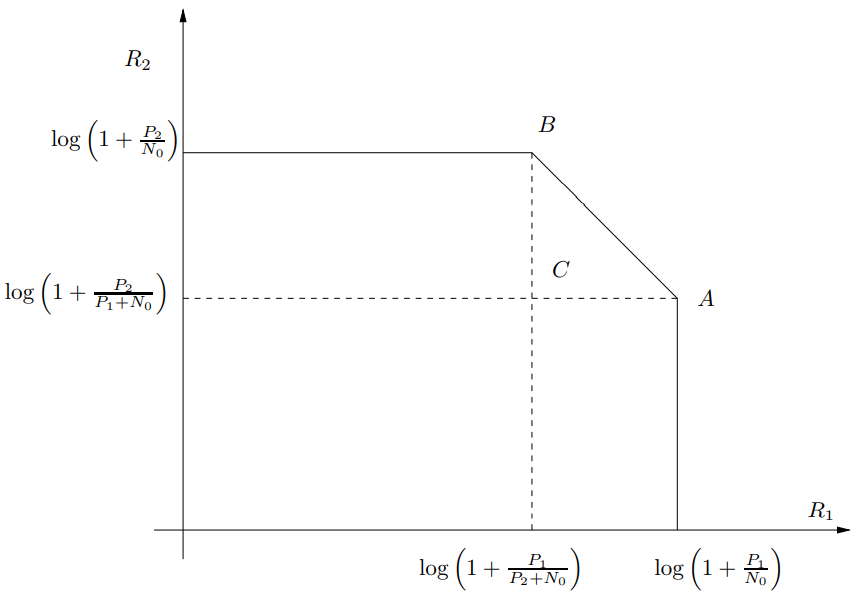 R₂
log(1 + P₂/N₀)
B
C
log(1 + P₂/(P₁+N₀))
A
R₁
log(1 + P₁/(P₂+N₀))
log(1 + P₁/N₀)